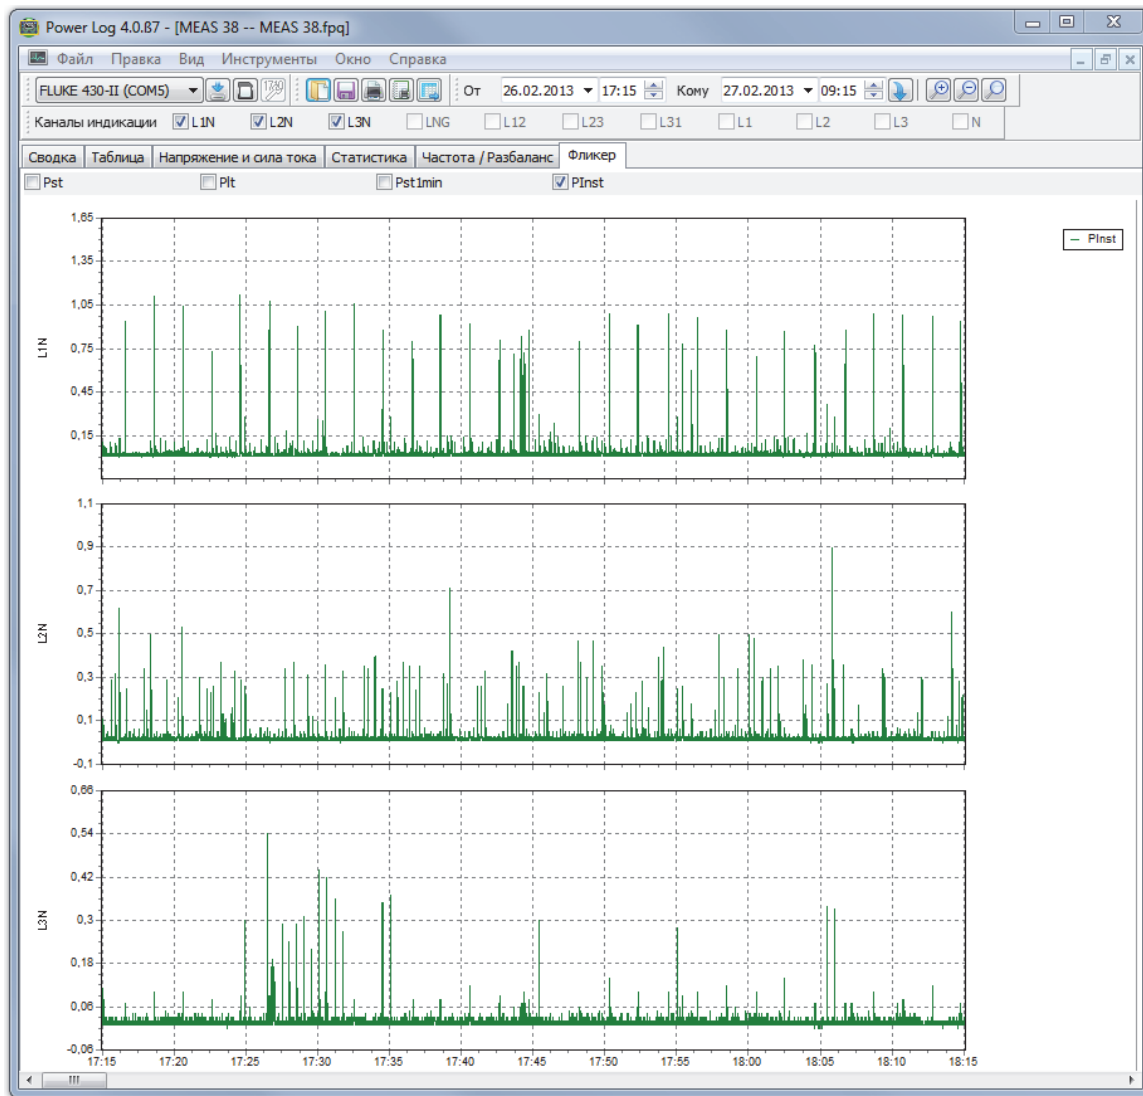 Power Log 4.0.ß7 - [MEAS 38 -- MEAS 38.fpq]
Файл Правка Вид Инструменты Окно Справка
FLUKE 430-II (COM5) От 26.02.2013 17:15 Кому 27.02.2013 09:15
Каналы индикации L1N L2N L3N LNG L12 L23 L31 L1 L2 L3 N
Сводка Таблица Напряжение и сила тока Статистика Частота / Разбаланс Фликер
Pst Plt Pst1min PInst
PInst
L1N
1,65
1,35
1,05
0,75
0,45
0,15
L2N
1,1
0,9
0,7
0,5
0,3
0,1
-0,1
L3N
0,66
0,54
0,42
0,3
0,18
0,06
-0,06
17:15 17:20 17:25 17:30 17:35 17:40 17:45 17:50 17:55 18:00 18:05 18:10 18:15